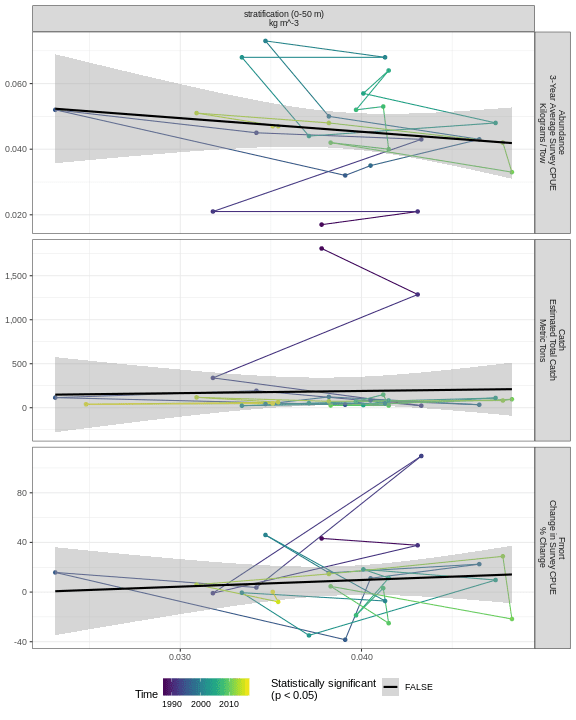 stratification (0-50 m)
kg m^-3
0.060
0.040
0.020
Abundance
3-Year Average Survey CPUE
Kilograms / Tow
1,500
1,000
500
0
Catch
Estimated Total Catch
Metric Tons
80
40
0
-40
Fmort
Change in Survey CPUE
% Change
0.030
0.040
Time
1990
2000
2010
Statistically significant
(p < 0.05)
FALSE